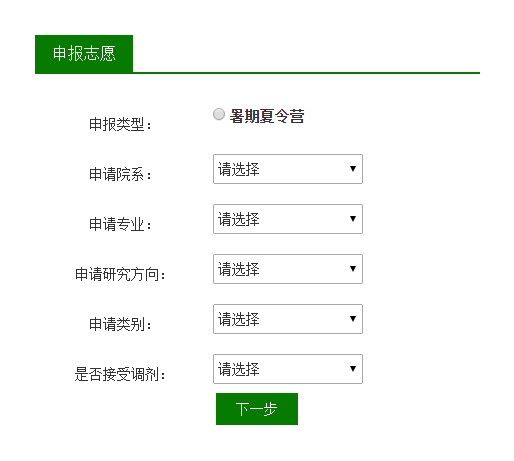 申报志愿
申报类型： 暑期夏令营
申请院系： 请选择
申请专业： 请选择
申请研究方向： 请选择
申请类别： 请选择
是否接受调剂： 请选择
下一步